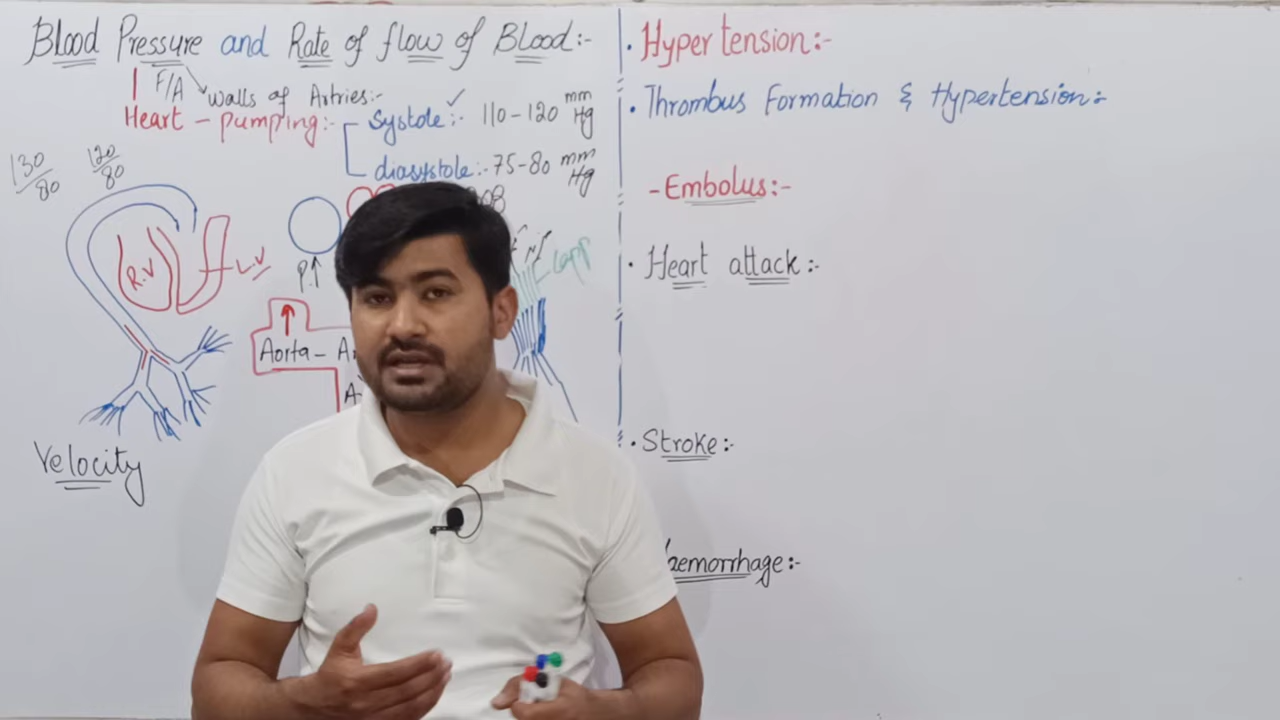 Blood Pressure and Rate of flow of Blood:-
F/A walls of Artries:-
Heart - pumping:- Systole:- 110-120 mm Hg
diasystole:- 75-80 mm Hg
130/80 120/80
R.V L.V
P.↑
Aorta -
Velocity
· Hypertension:-
· Thrombus Formation & Hypertension:-
- Embolus:-
· Heart attack:-
· Stroke:-
aemorrhage:-